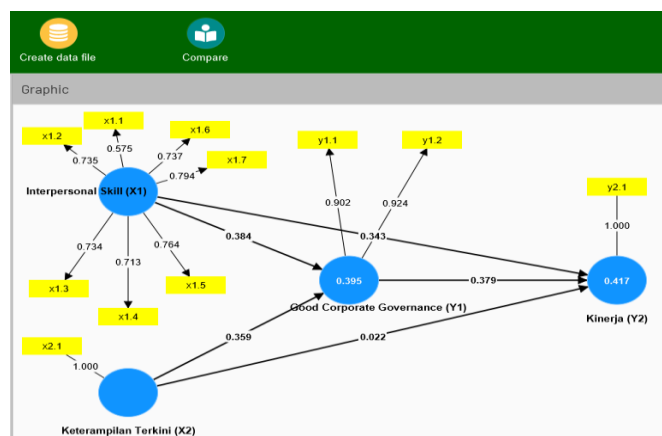 Create data file
Compare
Graphic
x1.1
x1.2
x1.6
x1.7
0.735
0.575
0.737
0.794
Interpersonal Skill (X1)
0.734
0.713
0.764
x1.3
x1.4
x1.5
y1.1
y1.2
0.902
0.924
y2.1
1.000
0.384
0.343
0.395
0.379
0.417
Good Corporate Governance (Y1)
Kinerja (Y2)
0.359
0.022
x2.1
1.000
Keterampilan Terkini (X2)